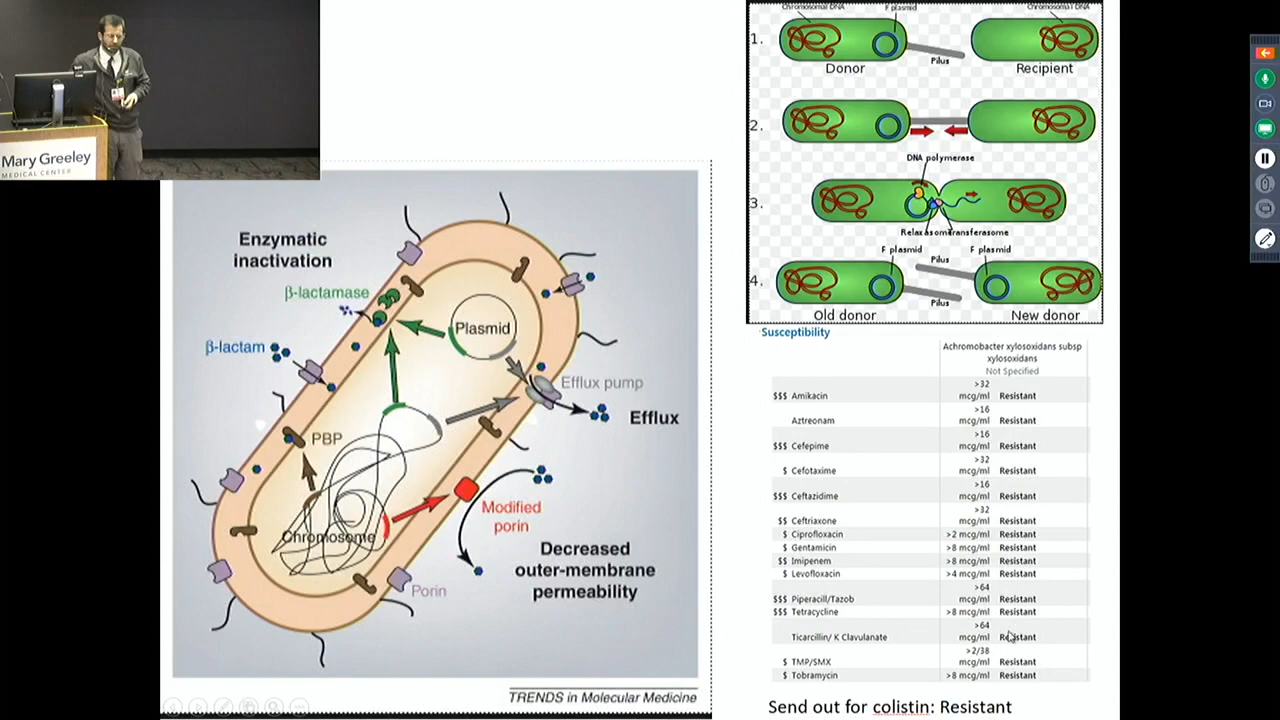 Mary Greeley
MEDICAL CENTER
Enzymatic
inactivation
β-lactamase
Plasmid
β-lactam
Efflux pump
Efflux
PBP
Modified
porin
Chromosome
Decreased
outer-membrane
permeability
Porin
TRENDS in Molecular Medicine
Chromosomal DNA
F plasmid
Chromosomal DNA
1.
Pilus
Donor
Recipient
2.
DNA polymerase
3.
Relaxasom
Transferasome
F plasmid
F plasmid
Pilus
4.
Pilus
Old donor
New donor
Susceptibility
Achromobacter xylosoxidans subsp
xylosoxidans
Not Specified
>32
$$$ Amikacin mcg/ml Resistant
>16
Aztreonam mcg/ml Resistant
>16
$$$ Cefepime mcg/ml Resistant
>32
$ Cefotaxime mcg/ml Resistant
>16
$$$ Ceftazidime mcg/ml Resistant
>32
$$ Ceftriaxone mcg/ml Resistant
$ Ciprofloxacin >2 mcg/ml Resistant
$ Gentamicin >8 mcg/ml Resistant
$$ Imipenem >8 mcg/ml Resistant
$ Levofloxacin >4 mcg/ml Resistant
>64
$$$ Piperacill/Tazob mcg/ml Resistant
$$$ Tetracycline >8 mcg/ml Resistant
>64
Ticarcillin/ K Clavulanate mcg/ml Resistant
>2/38
$ TMP/SMX mcg/ml Resistant
$ Tobramycin >8 mcg/ml Resistant
Send out for colistin: Resistant